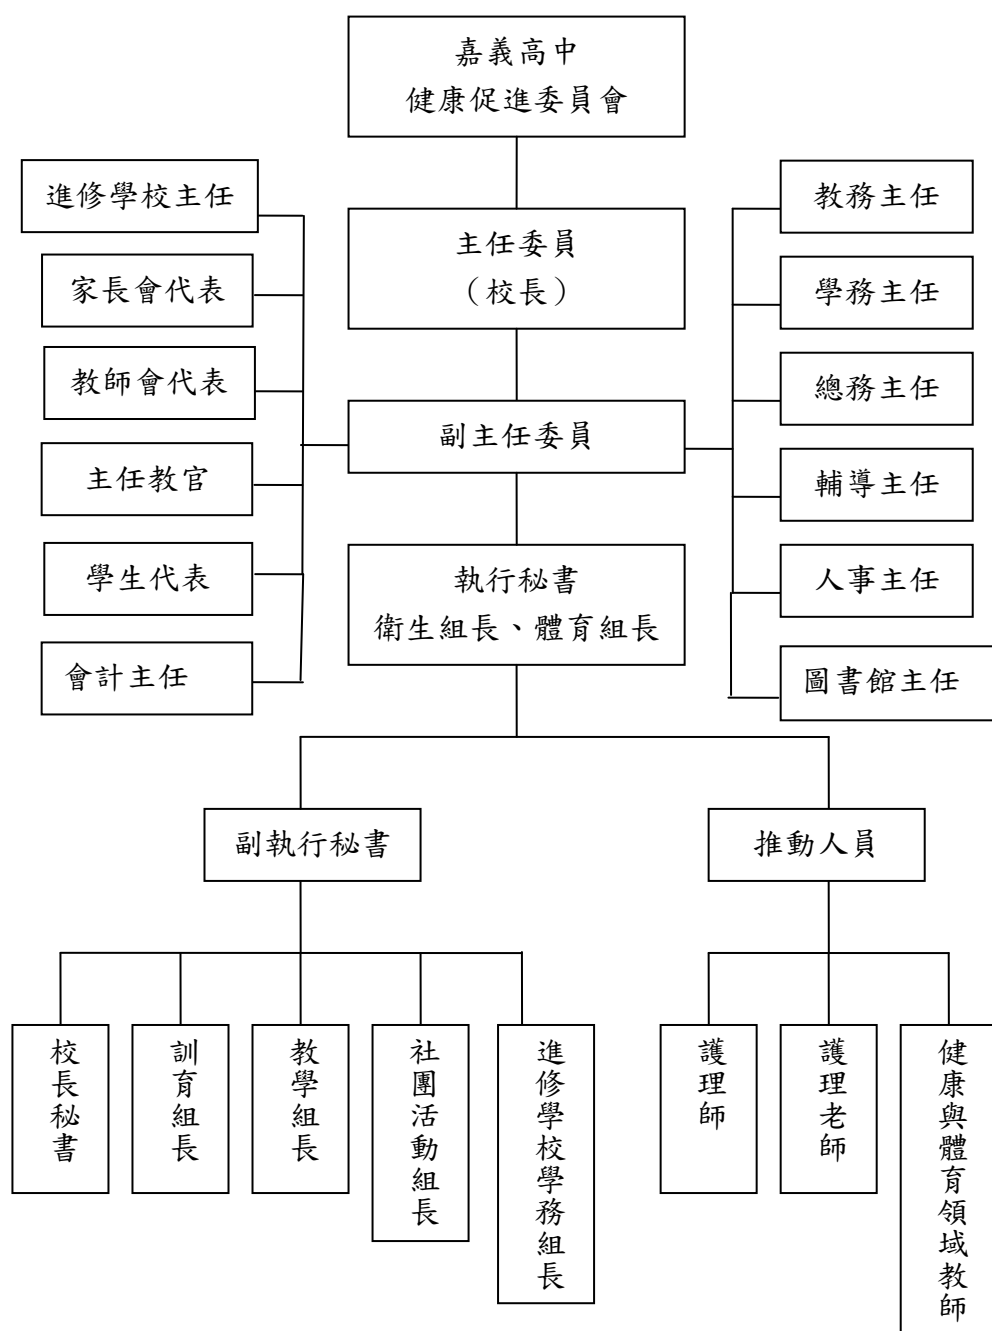 嘉義高中
健康促進委員會
主任委員
（校長）
副主任委員
執行秘書
衛生組長、體育組長
進修學校主任
家長會代表
教師會代表
主任教官
學生代表
會計主任
教務主任
學務主任
總務主任
輔導主任
人事主任
圖書館主任
副執行秘書
推動人員
校長秘書
訓育組長
教學組長
社團活動組長
進修學校學務組長
護理師
護理老師
健康與體育領域教師